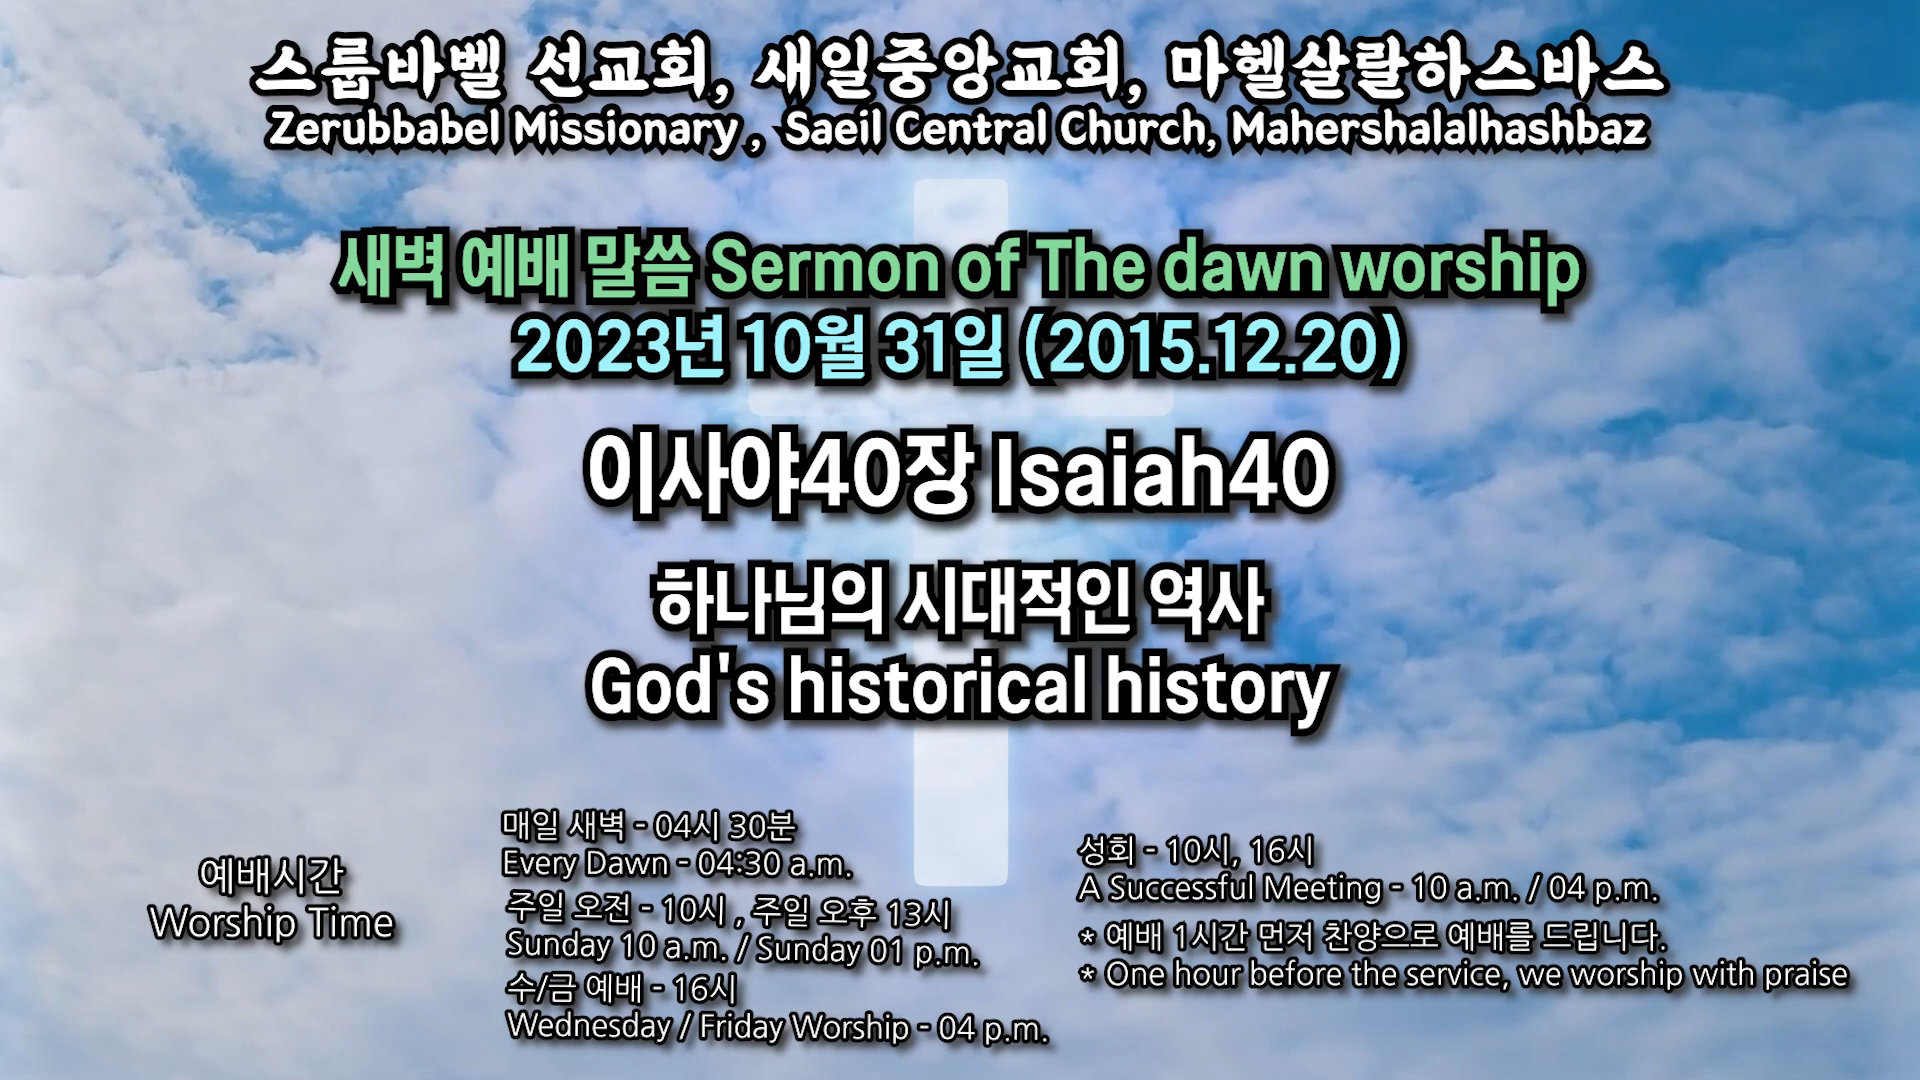 스룹바벨 선교회, 새일중앙교회, 마헬살랄하스바스
Zerubbabel Missionary , Saeil Central Church, Mahershalalhashbaz
새벽 예배 말씀 Sermon of The dawn worship
2023년 10월 31일 (2015.12.20)
이사야40장 Isaiah40
하나님의 시대적인 역사
God's historical history
예배시간
Worship Time
매일 새벽 - 04시 30분
Every Dawn - 04:30 a.m.
주일 오전 - 10시 , 주일 오후 13시
Sunday 10 a.m. / Sunday 01 p.m.
수/금 예배 - 16시
Wednesday / Friday Worship - 04 p.m.
성회 - 10시, 16시
A Successful Meeting - 10 a.m. / 04 p.m.
* 예배 1시간 먼저 찬양으로 예배를 드립니다.
* One hour before the service, we worship with praise